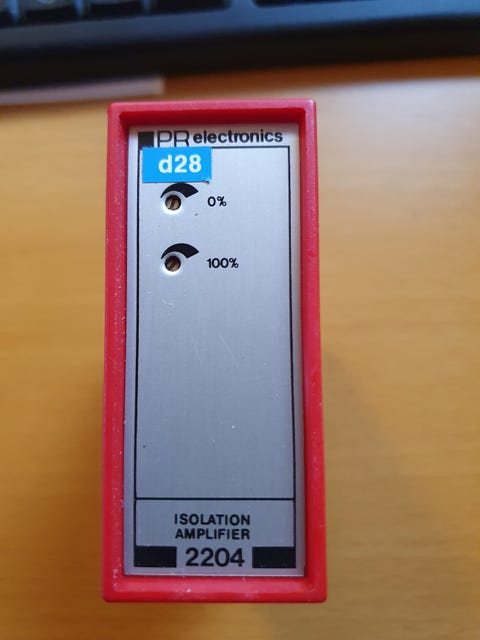 PR electronics
d28
0%
100%
ISOLATION
AMPLIFIER
2204